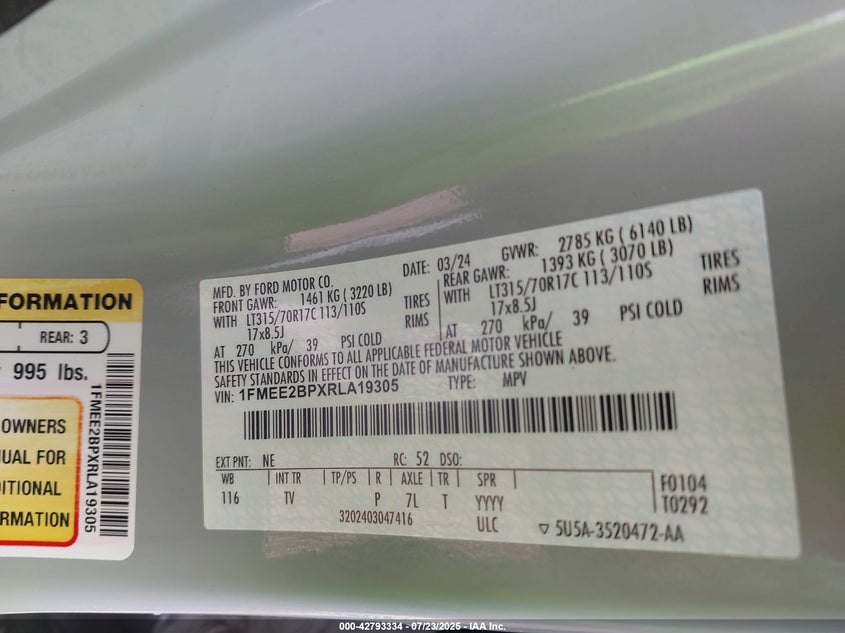 FORMATION
REAR: 3
995 lbs.
OWNERS
UAL FOR
DITIONAL
ORMATION
1FMEE2BPXRLA19305
MFD. BY FORD MOTOR CO. DATE: 03/24 GVWR: 2785 KG ( 6140 LB)
FRONT GAWR: 1461 KG ( 3220 LB) REAR GAWR: 1393 KG ( 3070 LB)
WITH LT315/70R17C 113/110S TIRES WITH LT315/70R17C 113/110S TIRES
17x8.5J RIMS 17x8.5J RIMS
AT 270 kPa/ 39 PSI COLD AT 270 kPa/ 39 PSI COLD
THIS VEHICLE CONFORMS TO ALL APPLICABLE FEDERAL MOTOR VEHICLE
SAFETY STANDARDS IN EFFECT ON THE DATE OF MANUFACTURE SHOWN ABOVE.
VIN: 1FMEE2BPXRLA19305 TYPE: MPV
EXT PNT: NE RC: 52 DSO:
WB INT TR TP/PS R AXLE TR SPR
116 TV P 7L T YYYY
F0104
T0292
3202403047416 ULC 5U5A-3520472-AA
000-42793334 - 07/23/2025 - IAA Inc.